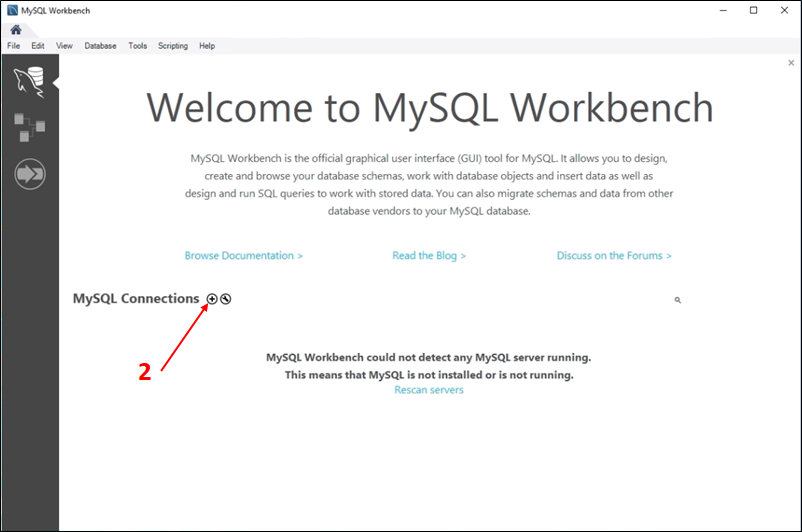 MySQL Workbench
File Edit View Database Tools Scripting Help
Welcome to MySQL Workbench
MySQL Workbench is the official graphical user interface (GUI) tool for MySQL. It allows you to design,
create and browse your database schemas, work with database objects and insert data as well as
design and run SQL queries to work with stored data. You can also migrate schemas and data from other
database vendors to your MySQL database.
Browse Documentation > Read the Blog > Discuss on the Forums >
MySQL Connections
MySQL Workbench could not detect any MySQL server running.
2
This means that MySQL is not installed or is not running.
Rescan servers